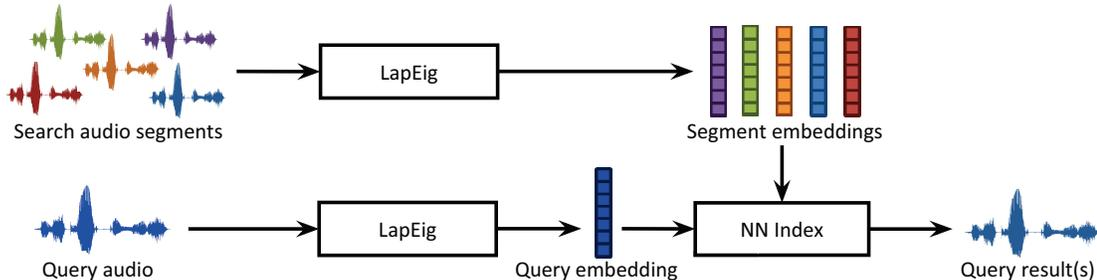 LapEig
Search audio segments
Segment embeddings
LapEig
NN Index
Query audio
Query embedding
Query result(s)